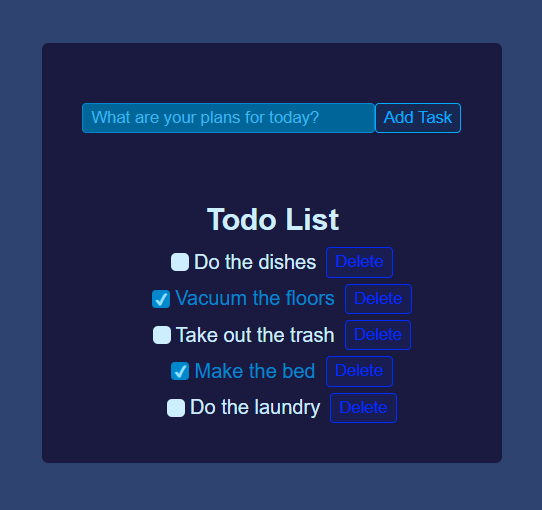 What are your plans for today? Add Task
Todo List
Do the dishes Delete
Vacuum the floors Delete
Take out the trash Delete
Make the bed Delete
Do the laundry Delete